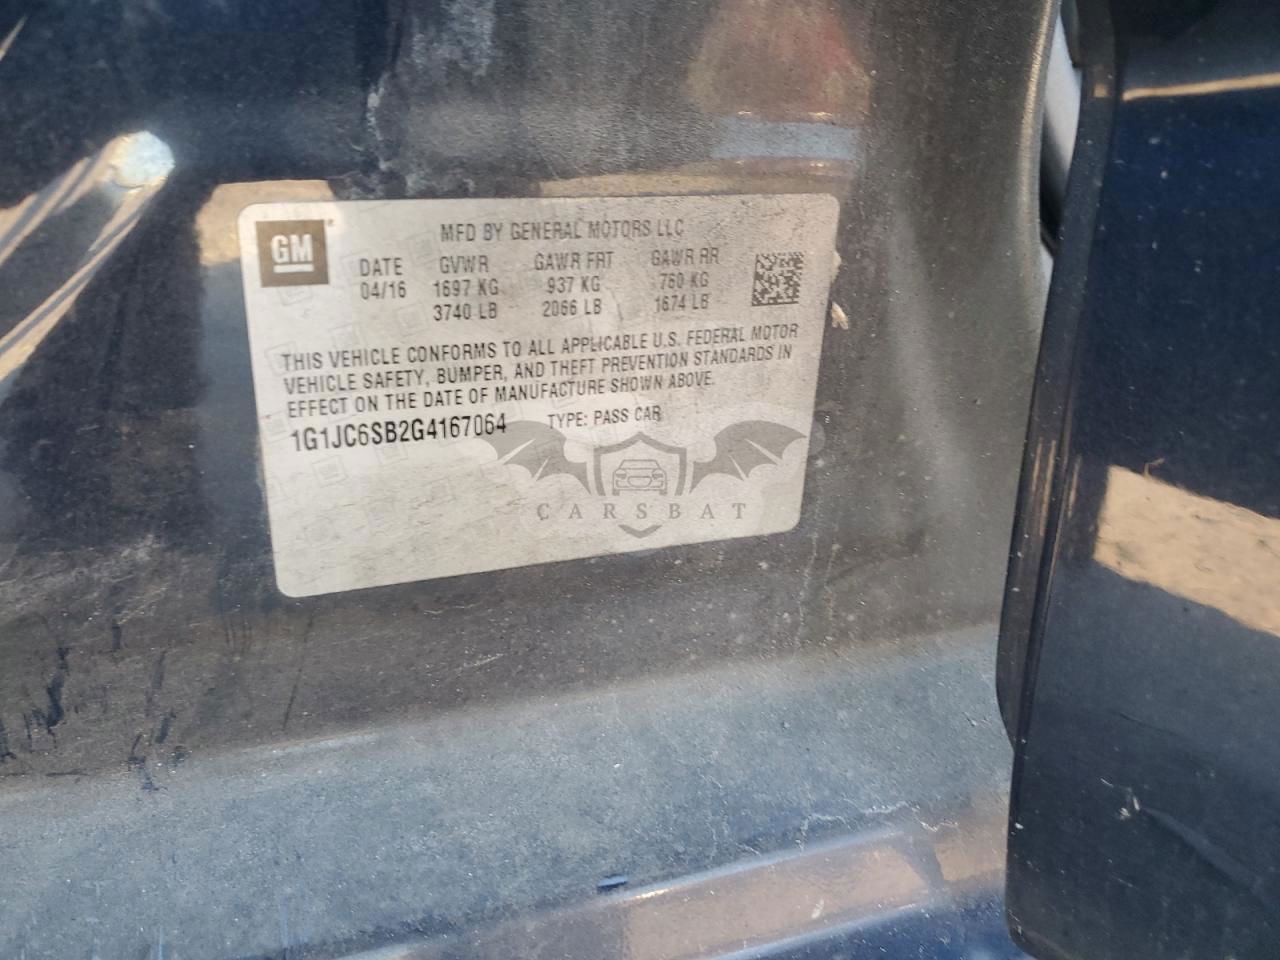 GM
MFD BY GENERAL MOTORS LLC
DATE GVWR GAWR FRT GAWR RR
04/16 1697 KG 937 KG 760 KG
3740 LB 2066 LB 1674 LB
THIS VEHICLE CONFORMS TO ALL APPLICABLE U.S. FEDERAL MOTOR
VEHICLE SAFETY, BUMPER, AND THEFT PREVENTION STANDARDS IN
EFFECT ON THE DATE OF MANUFACTURE SHOWN ABOVE.
1G1JC6SB2G4167064 TYPE: PASS CAR
CARSBAT